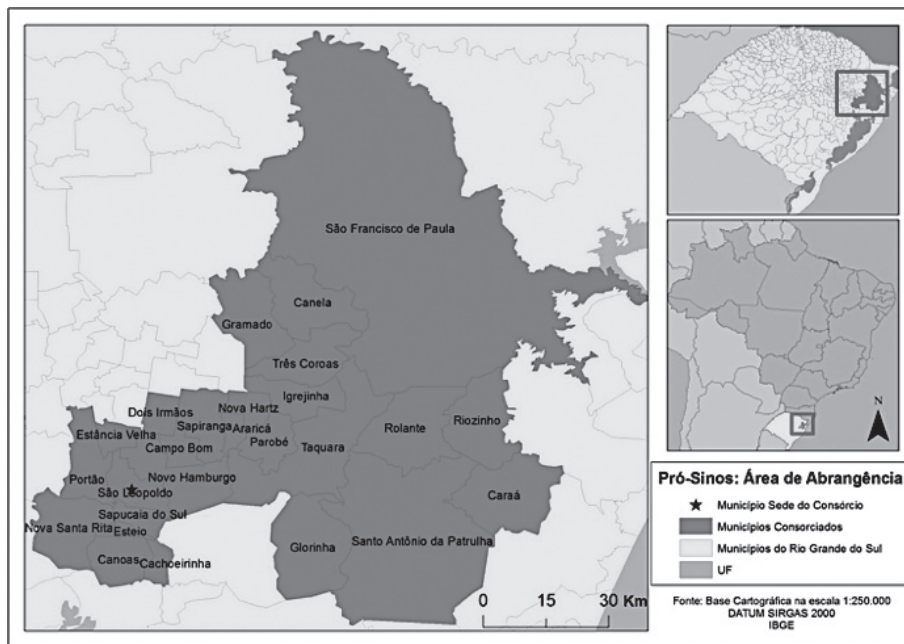 São Francisco de Paula
Canela
Gramado
Três Coroas
Igrejinha
Dois Irmãos
Nova Hartz
Sapiranga
Araricá
Estância Velha
Campo Bom
Parobé
Taquara
Rolante
Riozinho
Portão
Novo Hamburgo
São Leopoldo
Caraá
Sapucaia do Sul
Nova Santa Rita
Esteio
Glorinha
Santo Antônio da Patrulha
Canoas
Cachoeirinha
0 15 30 Km
N
Pró-Sinos: Área de Abrangência
Município Sede do Consórcio
Municípios Consorciados
Municípios do Rio Grande do Sul
UF
Fonte: Base Cartográfica na escala 1:250.000
DATUM SIRGAS 2000
IBGE